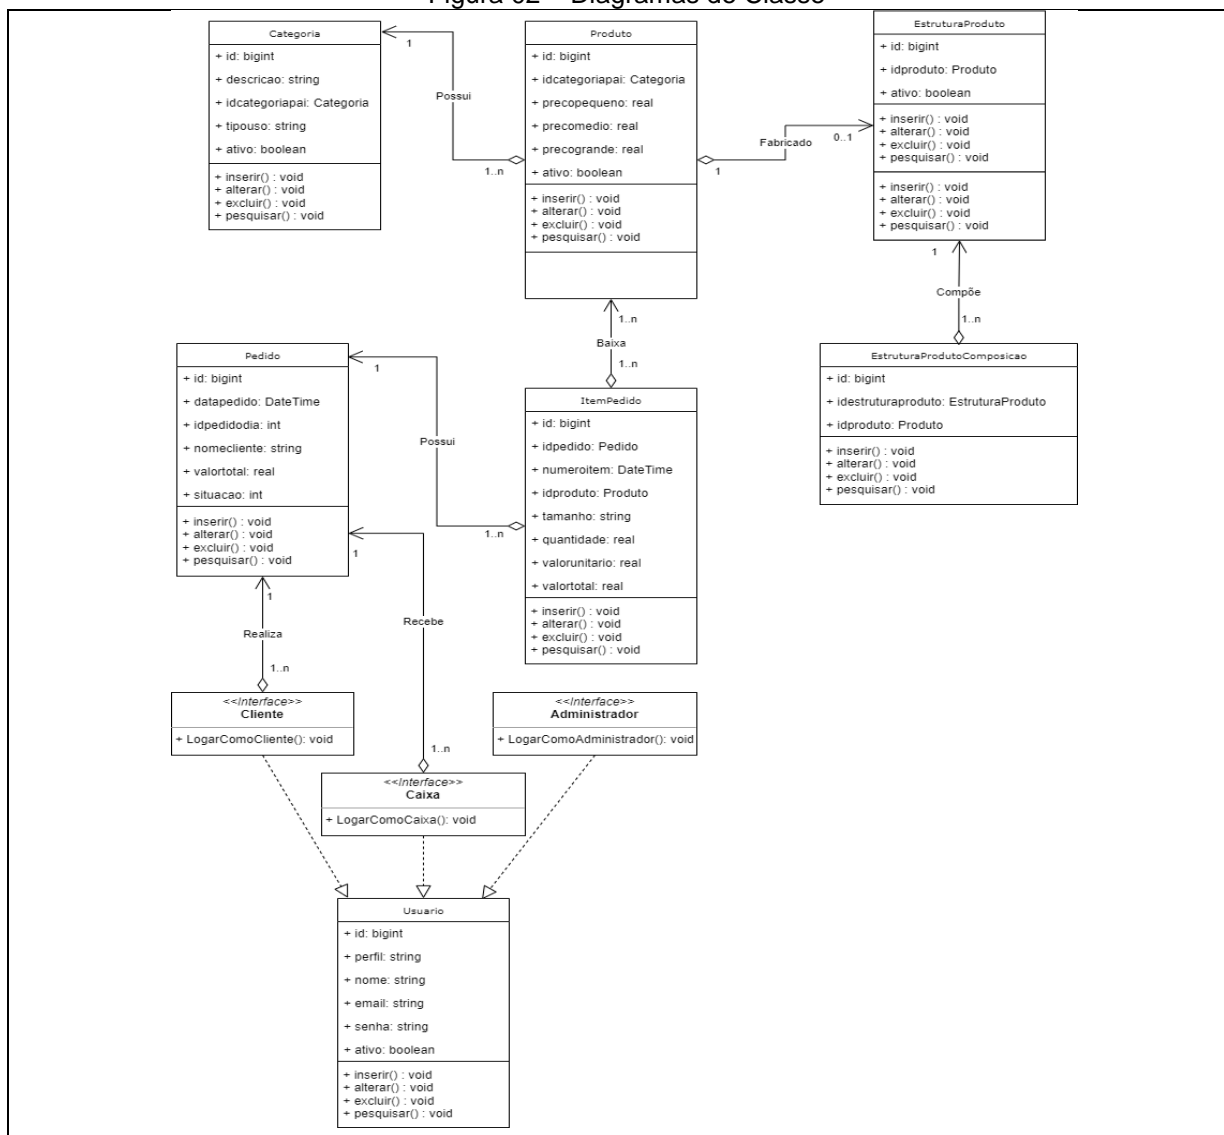 Figura 02 – Diagramas de Classe
Categoria
+ id: bigint
+ descricao: string
+ idcategoriapai: Categoria
+ tipouso: string
+ ativo: boolean
+ inserir() : void
+ alterar() : void
+ excluir() : void
+ pesquisar() : void
1
Possui
1..n
Produto
+ id: bigint
+ idcategoriapai: Categoria
+ precopequeno: real
+ precomedio: real
+ precogrande: real
+ ativo: boolean
+ inserir() : void
+ alterar() : void
+ excluir() : void
+ pesquisar() : void
1
Fabricado
0..1
EstruturaProduto
+ id: bigint
+ idproduto: Produto
+ ativo: boolean
+ inserir() : void
+ alterar() : void
+ excluir() : void
+ pesquisar() : void
+ inserir() : void
+ alterar() : void
+ excluir() : void
+ pesquisar() : void
1
Compõe
1..n
1..n
Baixa
1..n
EstruturaProdutoComposicao
+ id: bigint
+ idestruturaproduto: EstruturaProduto
+ idproduto: Produto
+ inserir() : void
+ alterar() : void
+ excluir() : void
+ pesquisar() : void
Pedido
+ id: bigint
+ datapedido: DateTime
+ idpedidodia: int
+ nomecliente: string
+ valortotal: real
+ situacao: int
+ inserir() : void
+ alterar() : void
+ excluir() : void
+ pesquisar() : void
1
Possui
1..n
ItemPedido
+ id: bigint
+ idpedido: Pedido
+ numeroitem: DateTime
+ idproduto: Produto
+ tamanho: string
+ quantidade: real
+ valorunitario: real
+ valortotal: real
+ inserir() : void
+ alterar() : void
+ excluir() : void
+ pesquisar() : void
1
1
Realiza
1..n
Recebe
1..n
<<Interface>>
Cliente
+ LogarComoCliente(): void
<<Interface>>
Administrador
+ LogarComoAdministrador(): void
<<Interface>>
Caixa
+ LogarComoCaixa(): void
Usuario
+ id: bigint
+ perfil: string
+ nome: string
+ email: string
+ senha: string
+ ativo: boolean
+ inserir() : void
+ alterar() : void
+ excluir() : void
+ pesquisar() : void